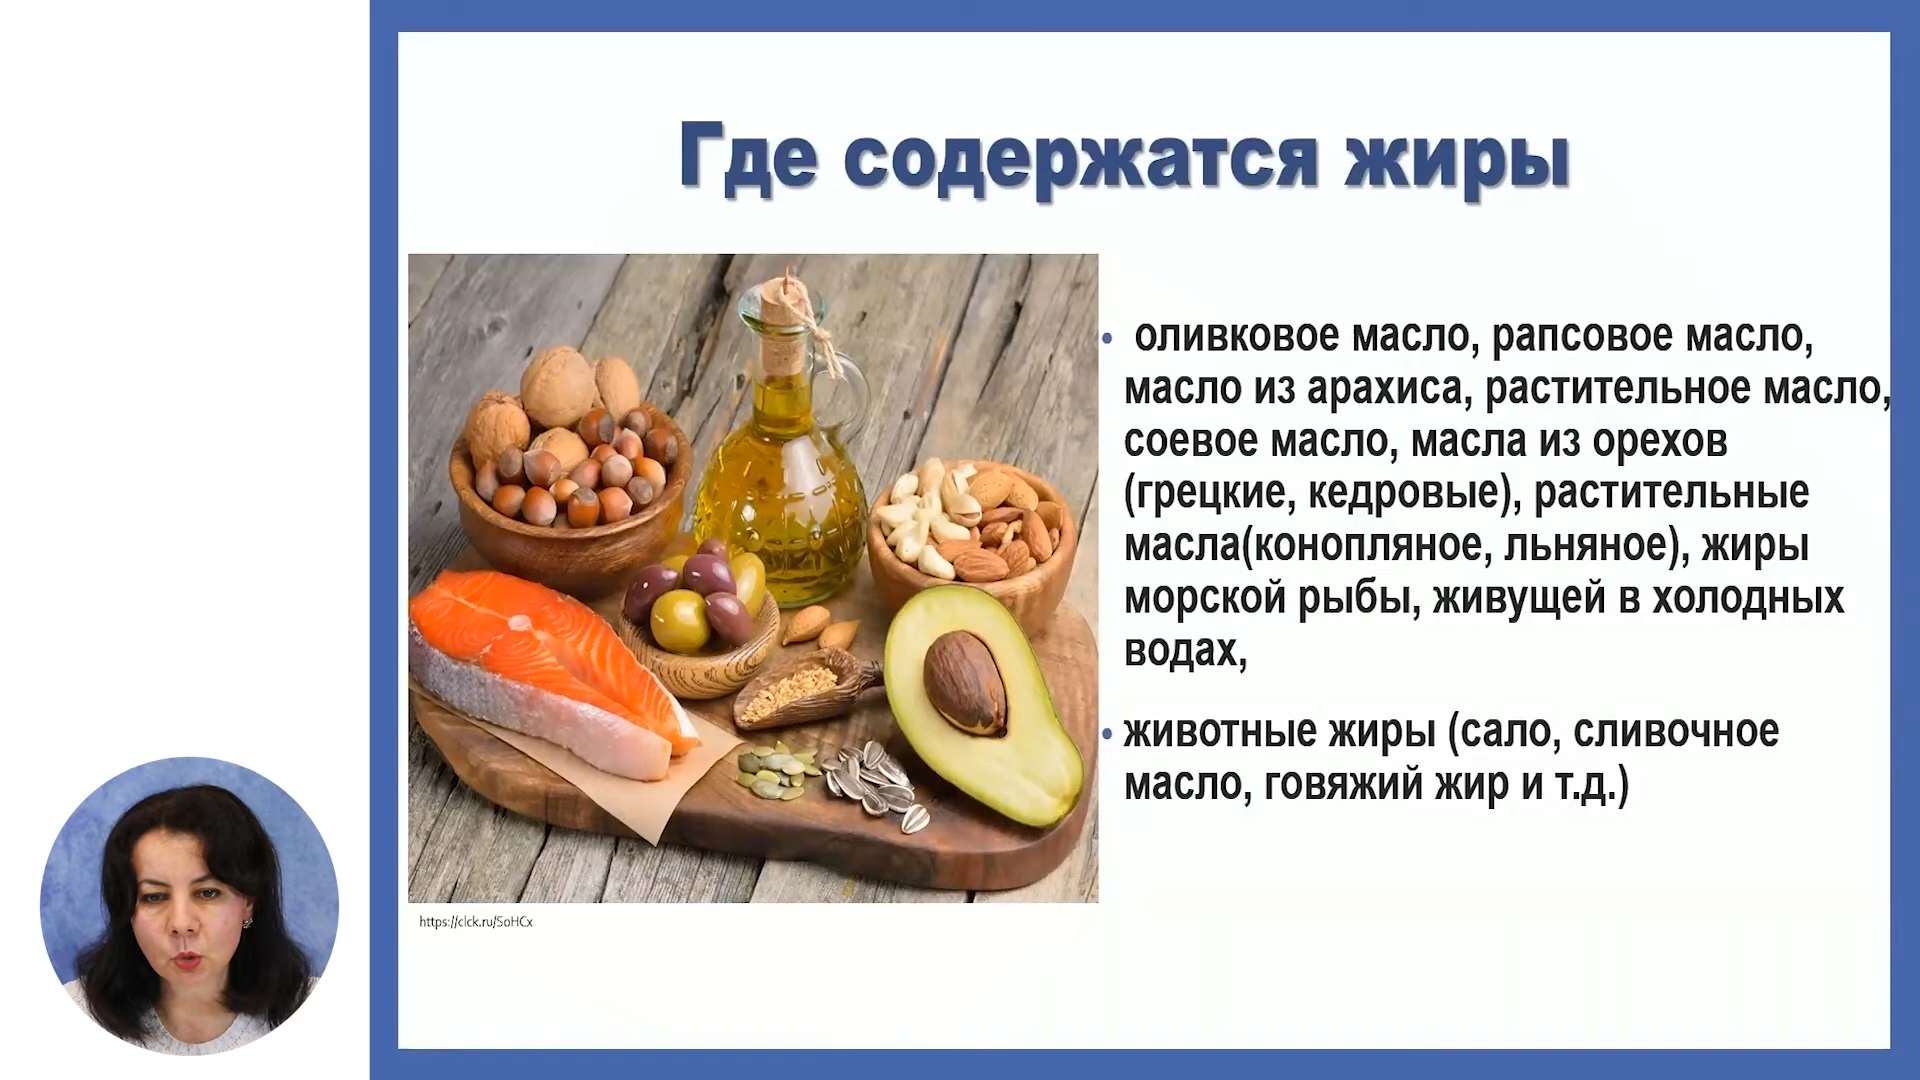 Где содержатся жиры
• оливковое масло, рапсовое масло,
масло из арахиса, растительное масло,
соевое масло, масла из орехов
(грецкие, кедровые), растительные
масла(конопляное, льняное), жиры
морской рыбы, живущей в холодных
водах,
• животные жиры (сало, сливочное
масло, говяжий жир и т.д.)
https://clck.ru/SoHCx